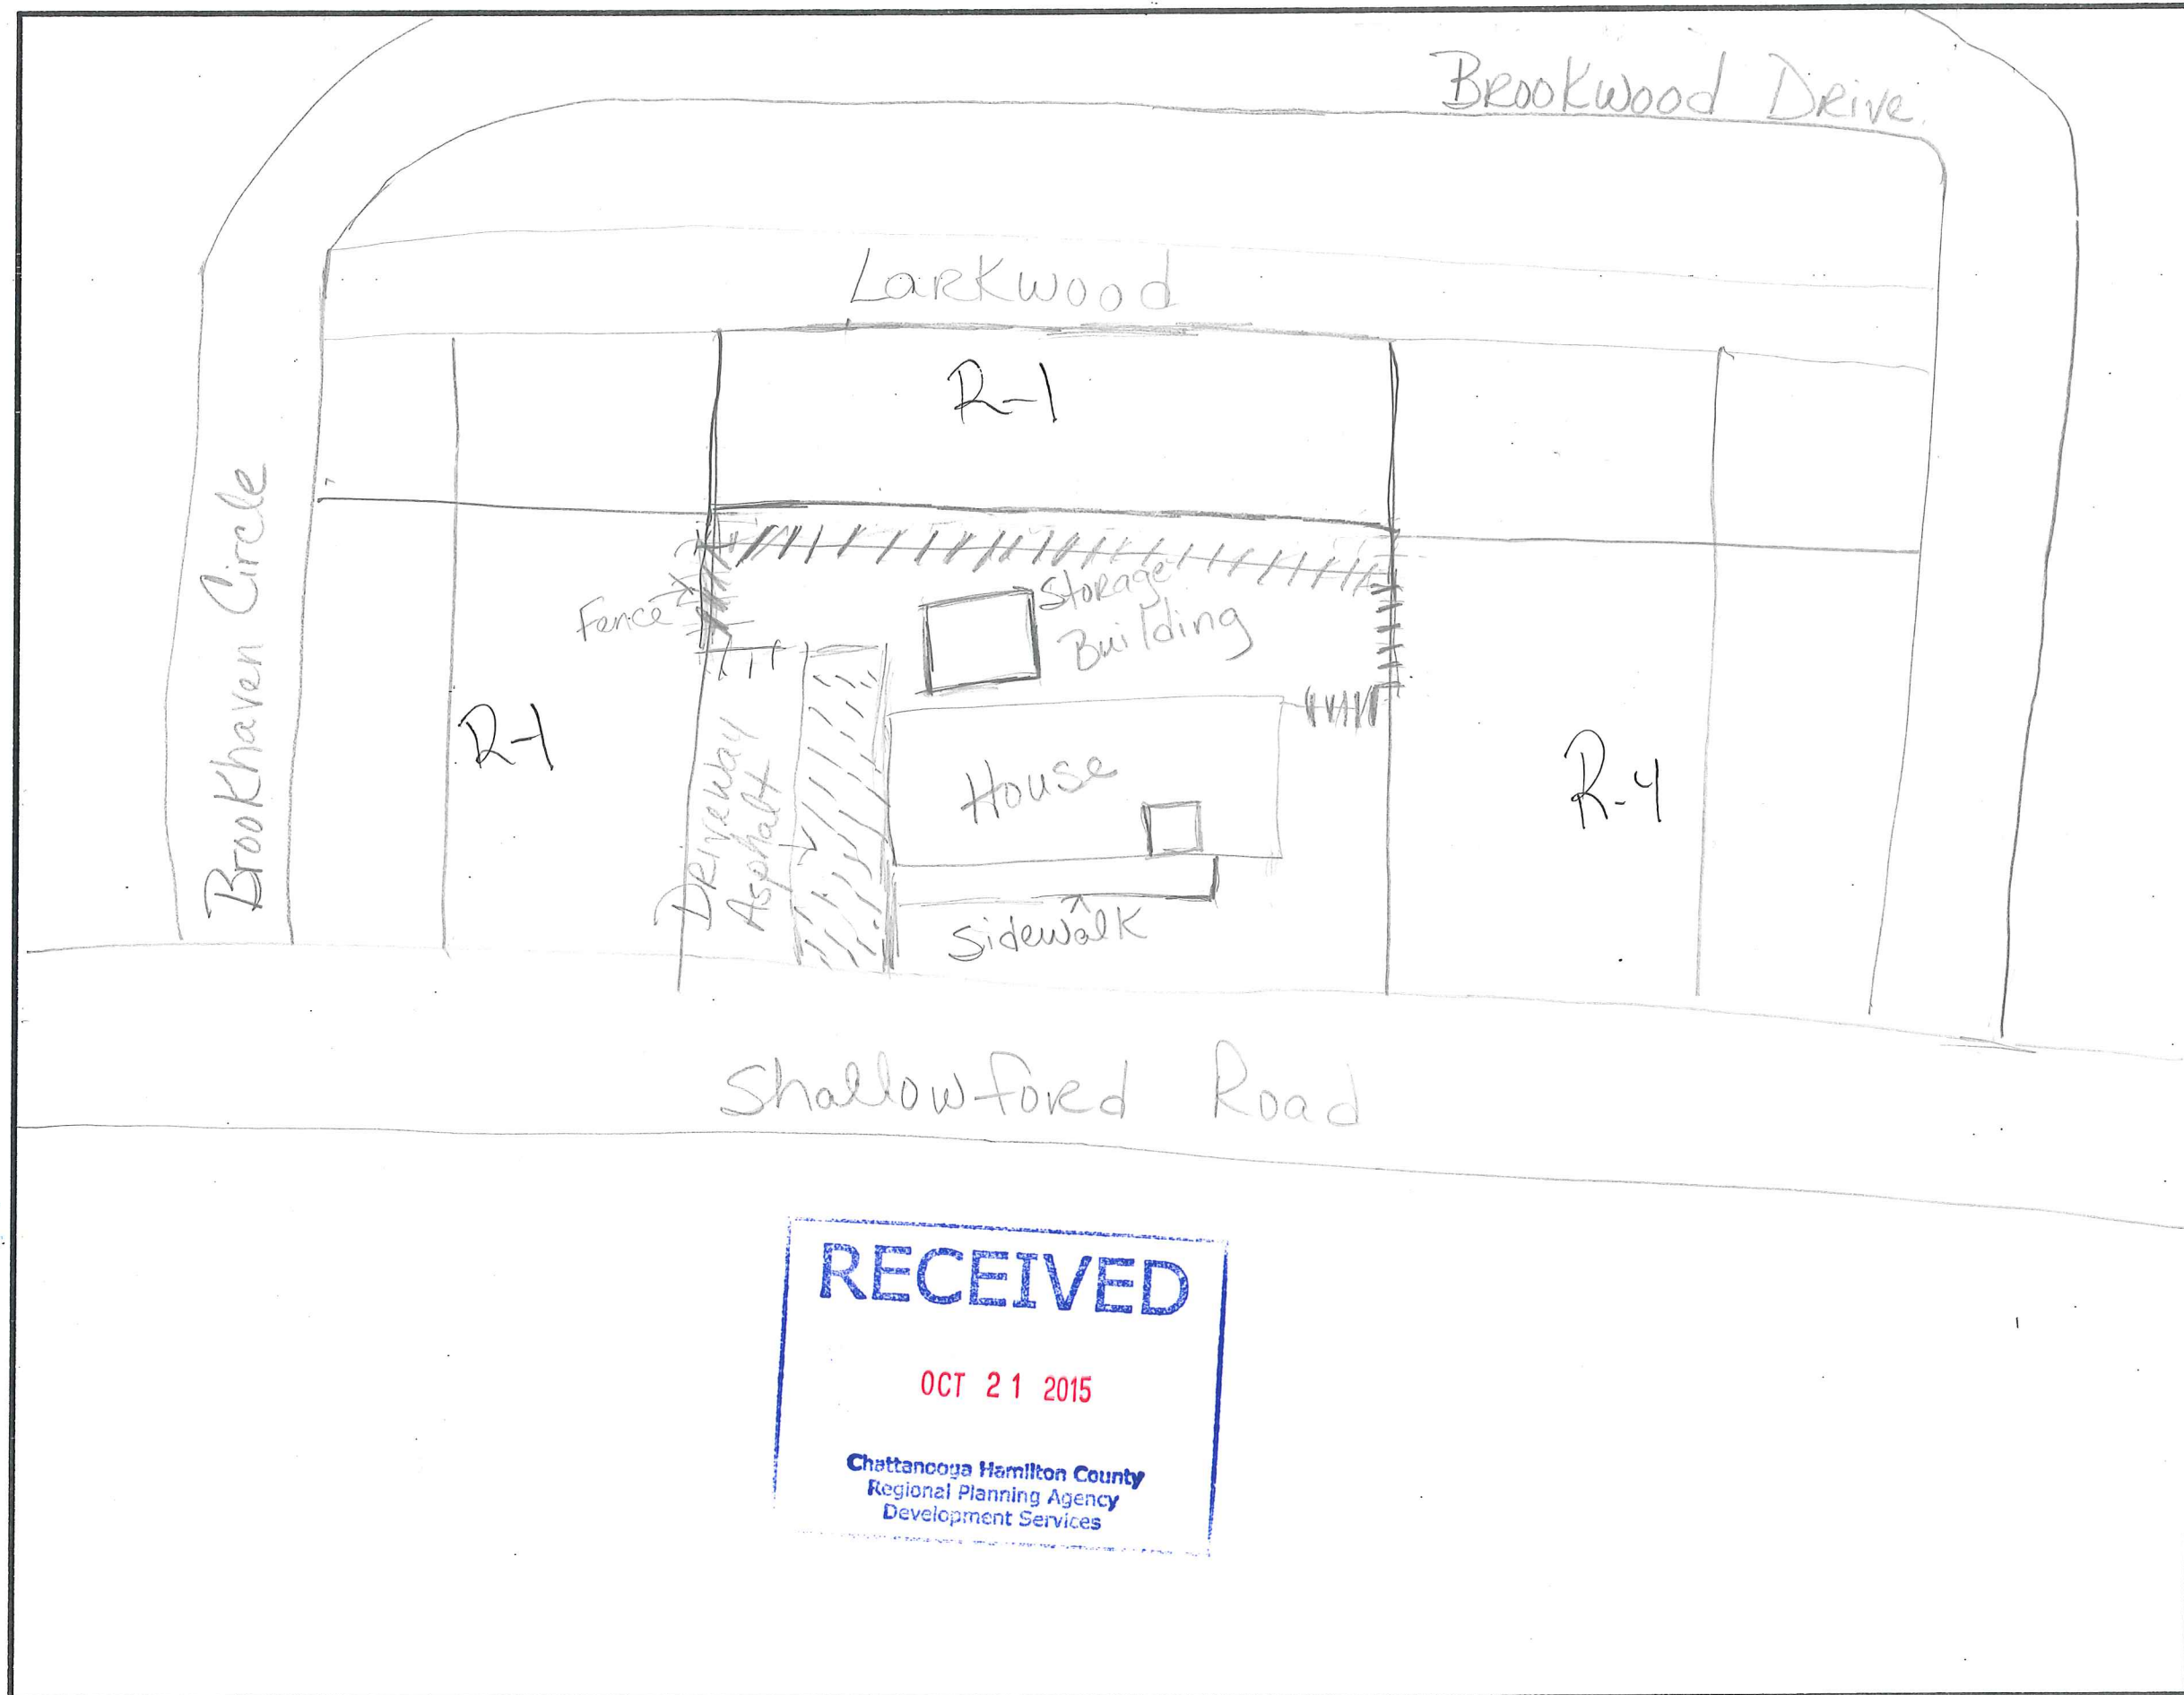 Brookwood Drive
Larkwood
R-1
Brookhaven Circle
Fence
Storage
Building
R-1
Driveway
Asphalt
House
R-4
Sidewalk
Shallowford Road
RECEIVED
OCT 21 2015
Chattanooga Hamilton County
Regional Planning Agency
Development Services